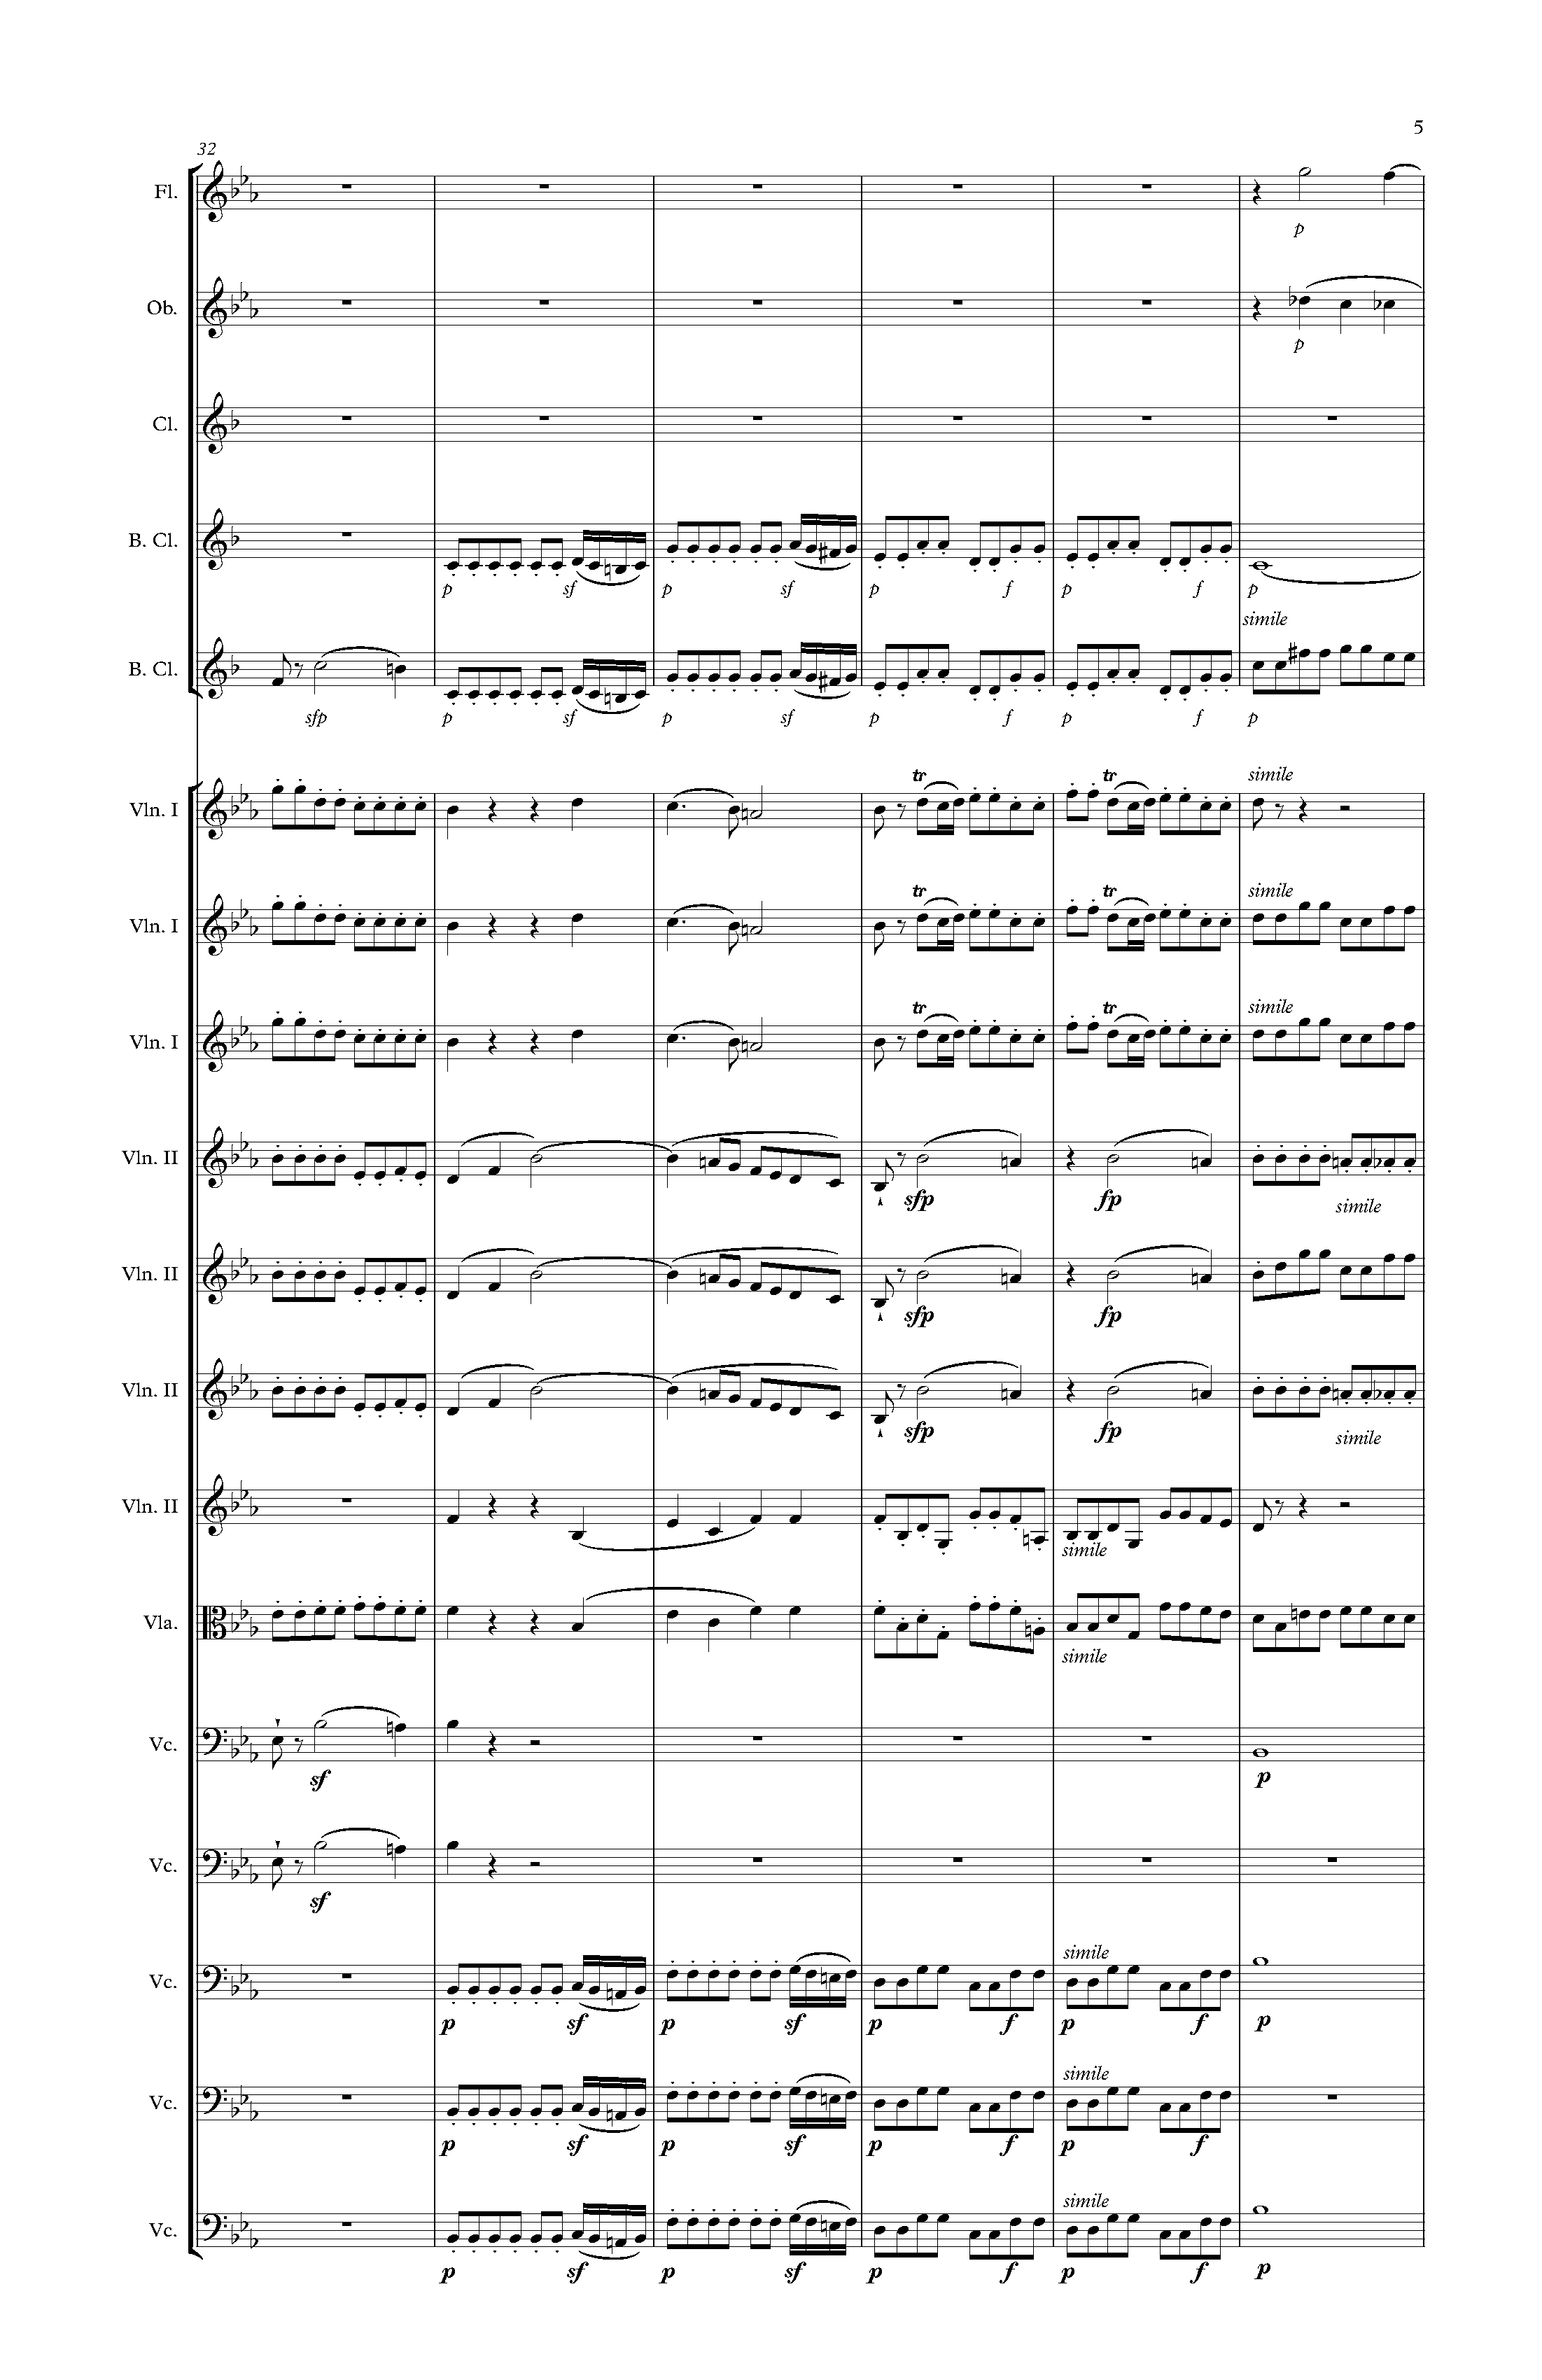 5
32
Fl.
p
Ob.
p
Cl.
B. Cl.
p sf p sf p f p f p
simile
B. Cl.
sfp p sf p sf p f p f p
tr tr simile
Vln. I
tr tr simile
Vln. I
tr tr simile
Vln. I
Vln. II
sfp fp simile
Vln. II
sfp fp
Vln. II
sfp fp simile
Vln. II
simile
Vla.
simile
Vc.
sf p
Vc.
sf
simile
Vc.
p sf p sf p f p f p
simile
Vc.
p sf p sf p f p f
simile
Vc.
p sf p sf p f p f p